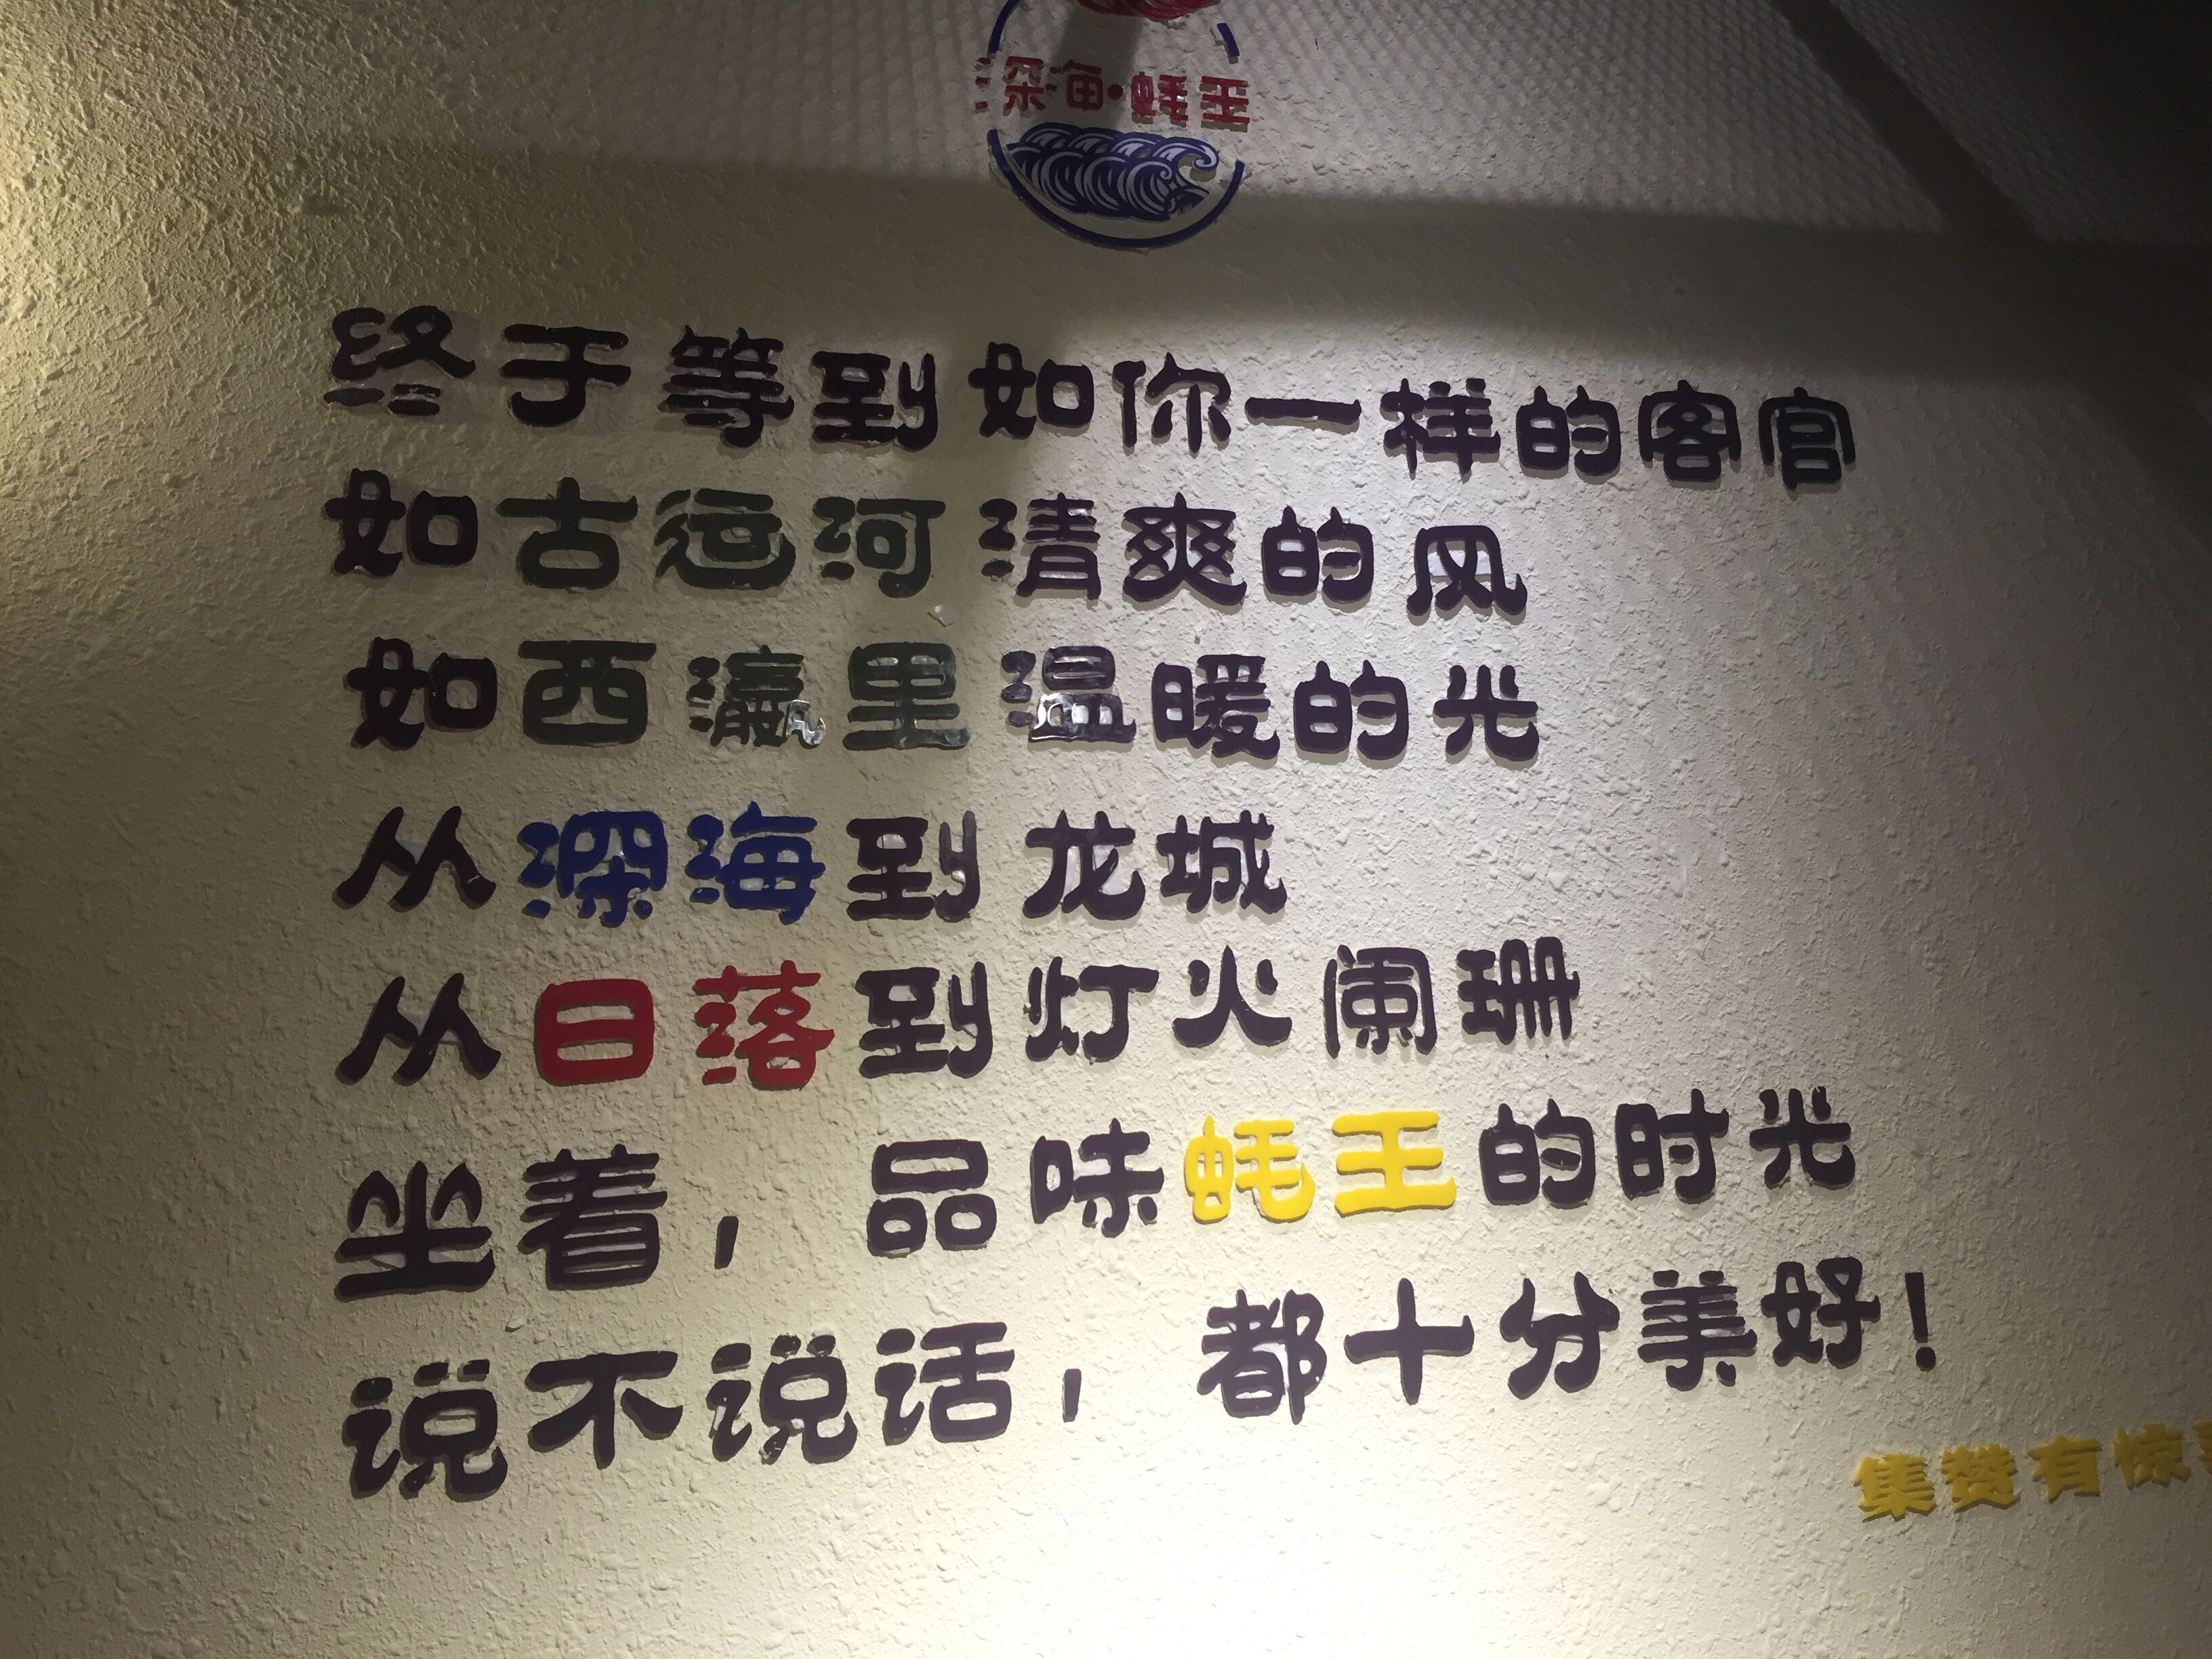 深海·蚝王
终于等到如你一样的客官
如古运河清爽的风
如西瀛里温暖的光
从深海到龙城
从日落到灯火阑珊
坐着，品味蚝王的时光
说不说话，都十分美好！
集赞有惊